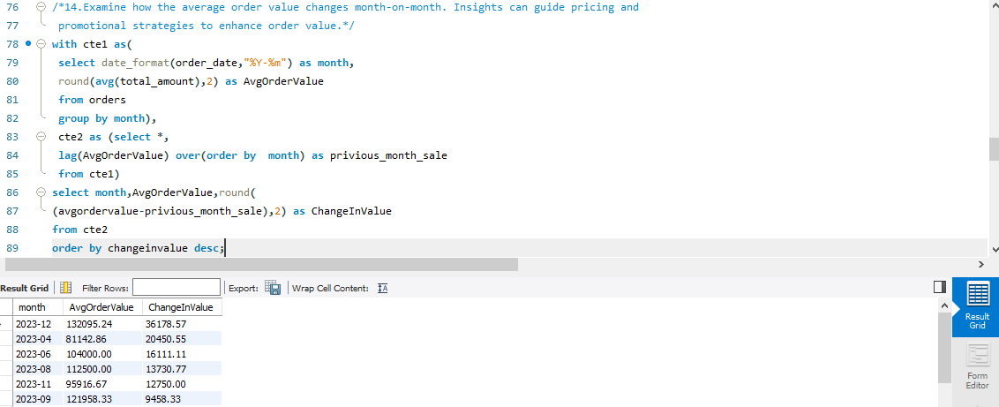 76 /*14.Examine how the average order value changes month-on-month. Insights can guide pricing and
77 promotional strategies to enhance order value.*/
78 with cte1 as(
79 select date_format(order_date,"%Y-%m") as month,
80 round(avg(total_amount),2) as AvgOrderValue
81 from orders
82 group by month),
83 cte2 as (select *,
84 lag(AvgOrderValue) over(order by  month) as privious_month_sale
85 from cte1)
86 select month,AvgOrderValue,round(
87 (avgordervalue-privious_month_sale),2) as ChangeInValue
88 from cte2
89 order by changeinvalue desc;
Result Grid Filter Rows: Export: Wrap Cell Content:
month AvgOrderValue ChangeInValue
2023-12 132095.24 36178.57
2023-04 81142.86 20450.55
2023-06 104000.00 16111.11
2023-08 112500.00 13730.77
2023-11 95916.67 12750.00
2023-09 121958.33 9458.33
Result
Grid
Form
Editor